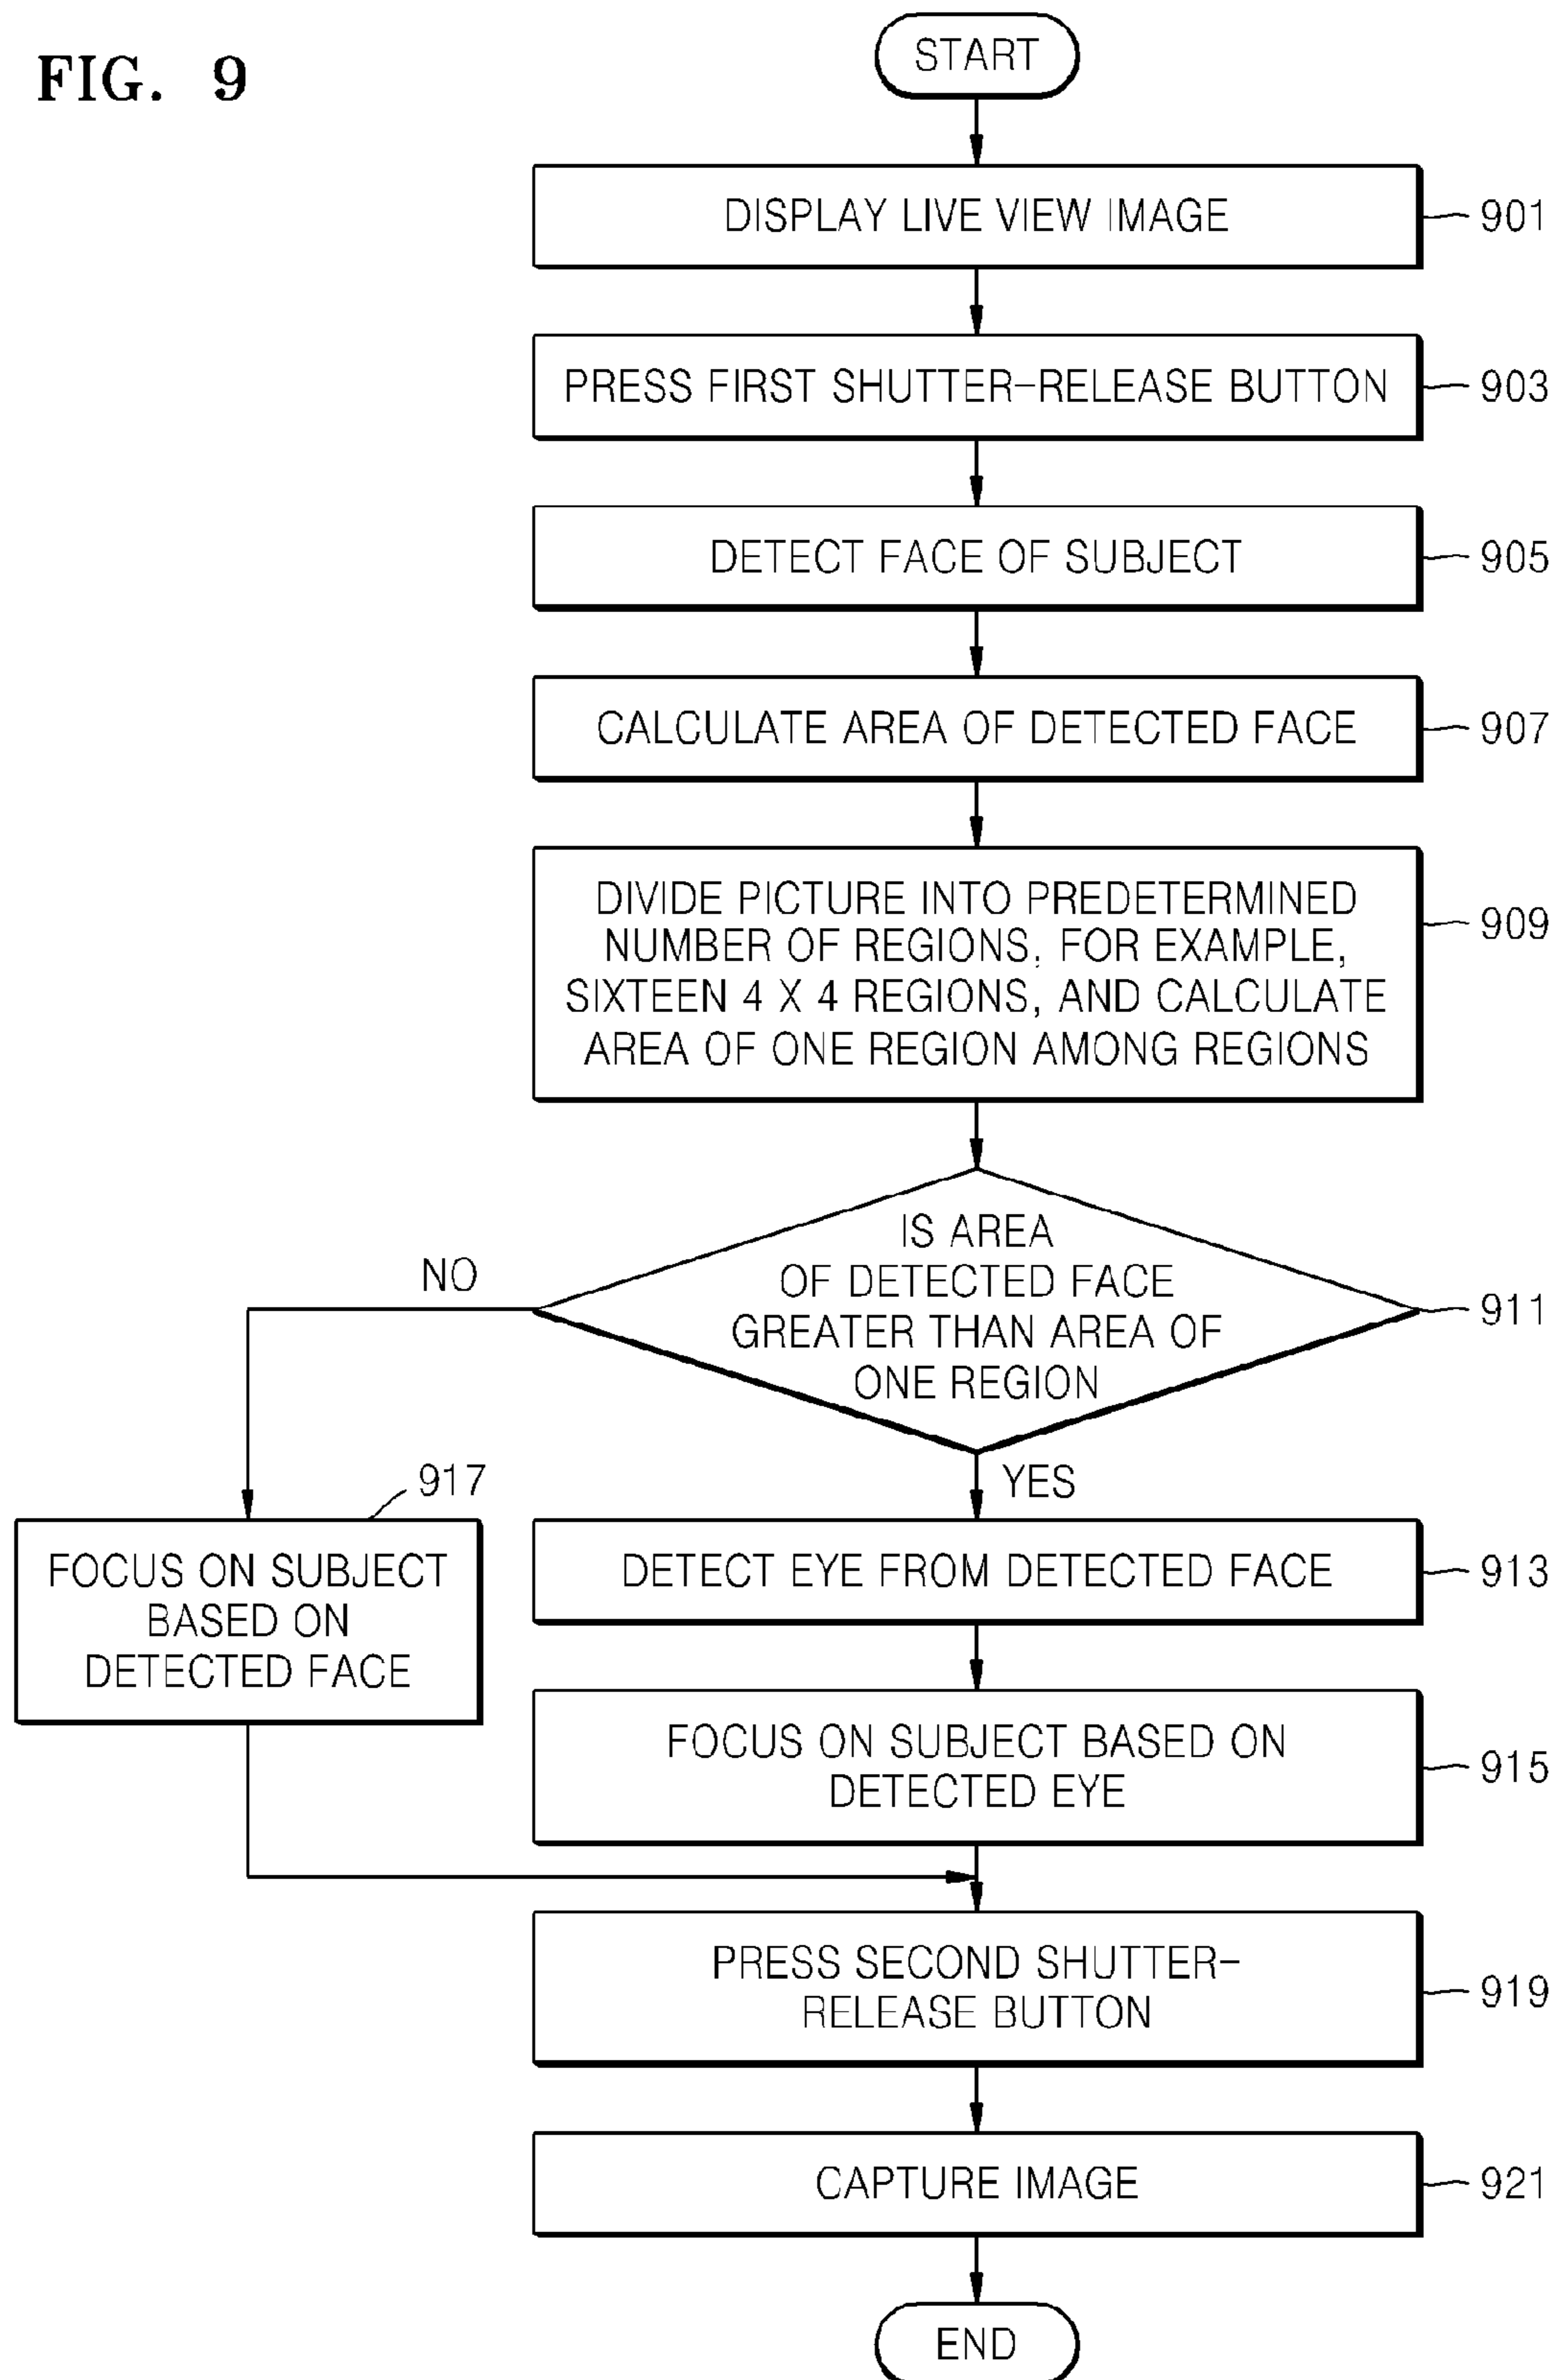 FIG. 9
START
DISPLAY LIVE VIEW IMAGE
901
PRESS FIRST SHUTTER-RELEASE BUTTON
903
DETECT FACE OF SUBJECT
905
CALCULATE AREA OF DETECTED FACE
907
DIVIDE PICTURE INTO PREDETERMINED
NUMBER OF REGIONS, FOR EXAMPLE,
SIXTEEN 4 X 4 REGIONS, AND CALCULATE
AREA OF ONE REGION AMONG REGIONS
909
IS AREA
OF DETECTED FACE
GREATER THAN AREA OF
ONE REGION
911
NO
YES
917
FOCUS ON SUBJECT
BASED ON
DETECTED FACE
DETECT EYE FROM DETECTED FACE
913
FOCUS ON SUBJECT BASED ON
DETECTED EYE
915
PRESS SECOND SHUTTER-
RELEASE BUTTON
919
CAPTURE IMAGE
921
END